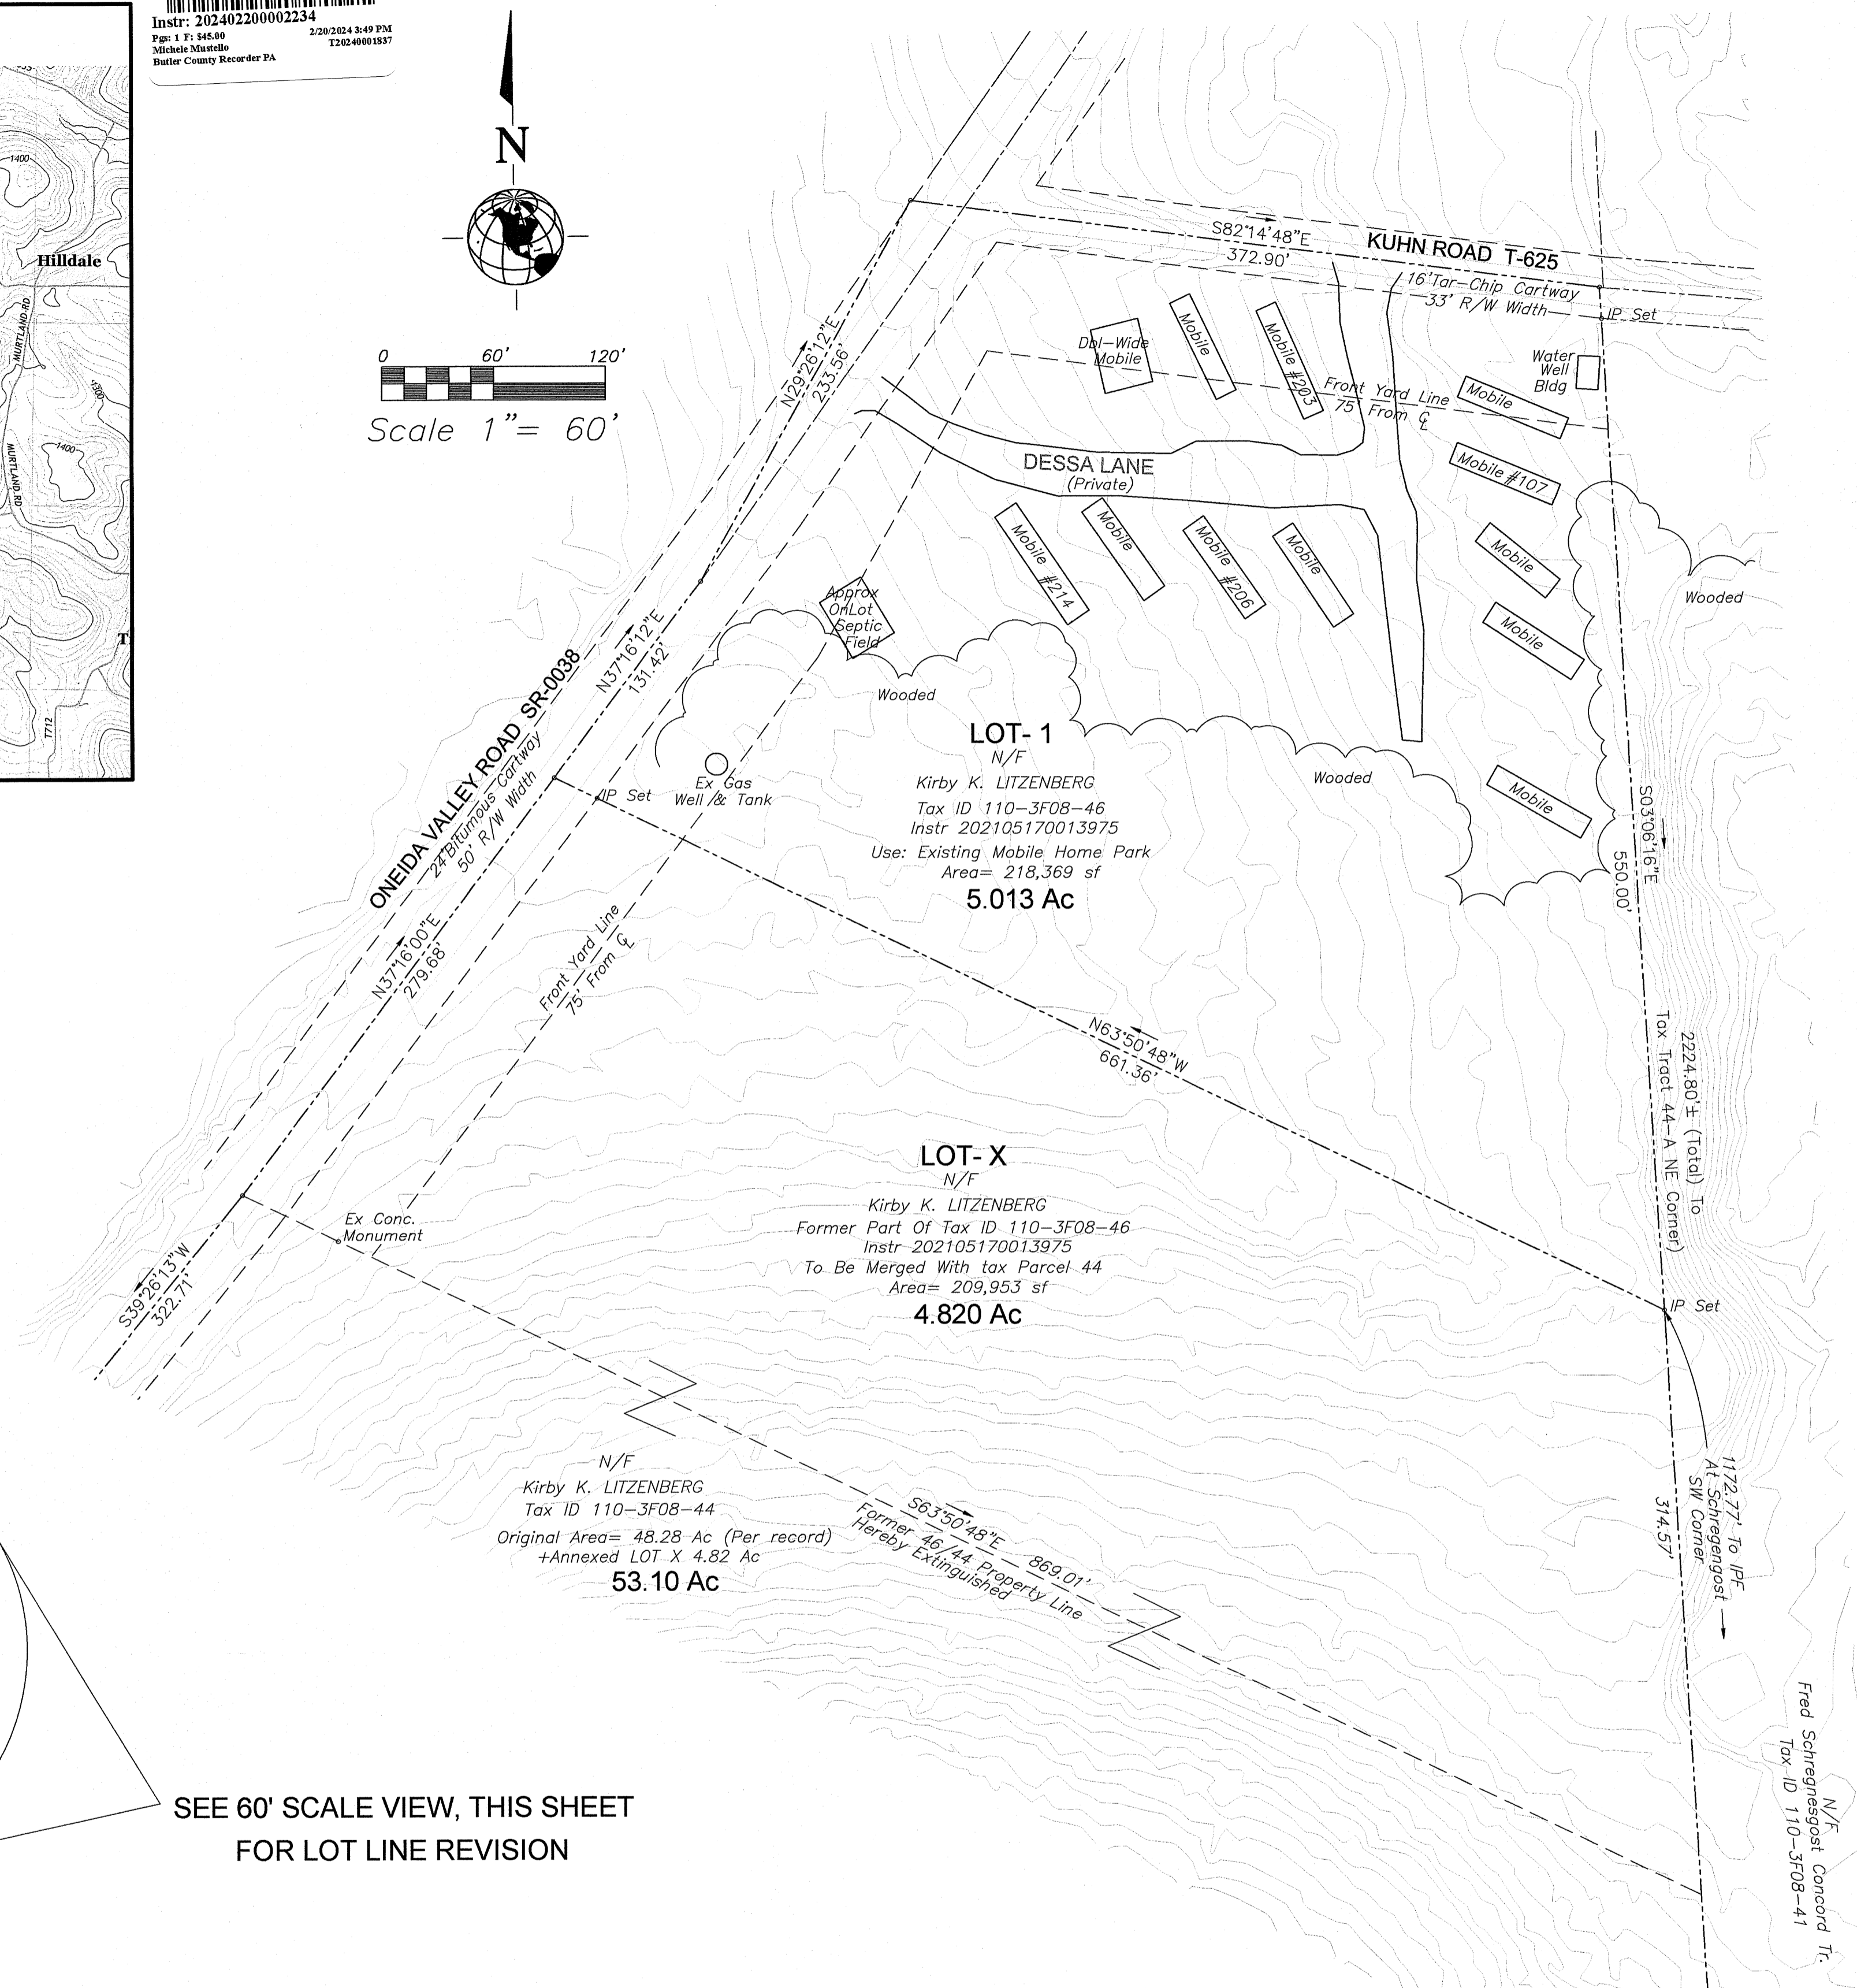 Instr: 202402200002234
Pgs: 1 F: $45.00
2/20/2024 3:49 PM
Michele Mustello
T20240001837
Butler County Recorder PA
1400
Hilldale
MURTLAND RD
1300
1400
MURTLAND RD
T
T712
N
0 60' 120'
Scale 1"= 60'
S82°14'48"E
372.90'
KUHN ROAD T-625
16'Tar-Chip Cartway
33' R/W Width
IP Set
N29°26'12"E
233.56'
Dbl-Wide
Mobile
Mobile
Mobile #203
Water
Well
Bldg
Front Yard Line
75' From ℄
Mobile
DESSA LANE
(Private)
Mobile #107
Mobile #214
Mobile
Mobile #206
Mobile
Mobile
Mobile
Wooded
Approx
OnLot
Septic
Field
N37°16'12"E
131.42'
ONEIDA VALLEY ROAD SR-0038
24'Bitumous Cartway
50' R/W Width
Wooded
IP Set
Ex Gas
Well & Tank
Wooded
Mobile
LOT- 1
N/F
Kirby K. LITZENBERG
Tax ID 110-3F08-46
Instr 202105170013975
Use: Existing Mobile Home Park
Area= 218,369 sf
5.013 Ac
S03°06'16"E
550.00'
N37°16'00"E
279.68'
Front Yard Line
75' From ℄
N63°50'48"W
661.36'
2224.80'± (Total) To
Tax Tract 44-A NE Corner)
LOT- X
N/F
Kirby K. LITZENBERG
Former Part Of Tax ID 110-3F08-46
Instr 202105170013975
To Be Merged With tax Parcel 44
Area= 209,953 sf
4.820 Ac
Ex Conc.
Monument
S39°26'13"W
322.71'
IP Set
N/F
Kirby K. LITZENBERG
Tax ID 110-3F08-44
Original Area= 48.28 Ac (Per record)
+Annexed LOT X 4.82 Ac
53.10 Ac
S63°50'48"E 869.01'
Former 46/44 Property Line
Hereby Extinguished
1172.77' To IPF
At Schregengost
SW Corner
314.57'
N/F
Fred Schregnesgost Concord Tr.
Tax ID 110-3F08-41
SEE 60' SCALE VIEW, THIS SHEET
FOR LOT LINE REVISION